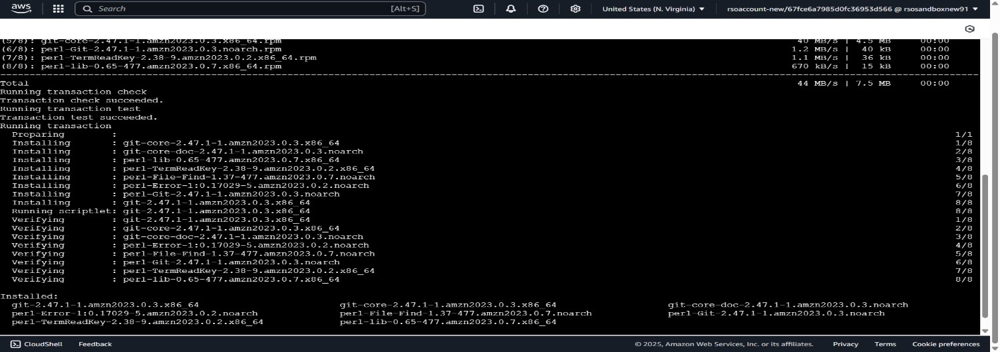 aws
Search [Alt+S] United States (N. Virginia) ▼ rsoaccount-new/67fce6a7985d0fc36953d566 @ rsosandboxnew91 ▼
(5/8): git-core-2.47.1-1.amzn2023.0.3.x86_64.rpm 40 MB/s | 4.5 MB 00:00
(6/8): perl-Git-2.47.1-1.amzn2023.0.3.noarch.rpm 1.2 MB/s | 40 kB 00:00
(7/8): perl-TermReadKey-2.38-9.amzn2023.0.2.x86_64.rpm 1.1 MB/s | 36 kB 00:00
(8/8): perl-lib-0.65-477.amzn2023.0.7.x86_64.rpm 670 kB/s | 15 kB 00:00
Total 44 MB/s | 7.5 MB 00:00
Running transaction check
Transaction check succeeded.
Running transaction test
Transaction test succeeded.
Running transaction
Preparing : 1/1
Installing : git-core-2.47.1-1.amzn2023.0.3.x86_64 1/8
Installing : git-core-doc-2.47.1-1.amzn2023.0.3.noarch 2/8
Installing : perl-lib-0.65-477.amzn2023.0.7.x86_64 3/8
Installing : perl-TermReadKey-2.38-9.amzn2023.0.2.x86_64 4/8
Installing : perl-File-Find-1.37-477.amzn2023.0.7.noarch 5/8
Installing : perl-Error-1:0.17029-5.amzn2023.0.2.noarch 6/8
Installing : perl-Git-2.47.1-1.amzn2023.0.3.noarch 7/8
Installing : git-2.47.1-1.amzn2023.0.3.x86_64 8/8
Running scriptlet: git-2.47.1-1.amzn2023.0.3.x86_64 8/8
Verifying : git-2.47.1-1.amzn2023.0.3.x86_64 1/8
Verifying : git-core-2.47.1-1.amzn2023.0.3.x86_64 2/8
Verifying : git-core-doc-2.47.1-1.amzn2023.0.3.noarch 3/8
Verifying : perl-Error-1:0.17029-5.amzn2023.0.2.noarch 4/8
Verifying : perl-File-Find-1.37-477.amzn2023.0.7.noarch 5/8
Verifying : perl-Git-2.47.1-1.amzn2023.0.3.noarch 6/8
Verifying : perl-TermReadKey-2.38-9.amzn2023.0.2.x86_64 7/8
Verifying : perl-lib-0.65-477.amzn2023.0.7.x86_64 8/8
Installed:
git-2.47.1-1.amzn2023.0.3.x86_64 git-core-2.47.1-1.amzn2023.0.3.x86_64 git-core-doc-2.47.1-1.amzn2023.0.3.noarch
perl-Error-1:0.17029-5.amzn2023.0.2.noarch perl-File-Find-1.37-477.amzn2023.0.7.noarch perl-Git-2.47.1-1.amzn2023.0.3.noarch
perl-TermReadKey-2.38-9.amzn2023.0.2.x86_64 perl-lib-0.65-477.amzn2023.0.7.x86_64
CloudShell Feedback © 2025, Amazon Web Services, Inc. or its affiliates. Privacy Terms Cookie preferences